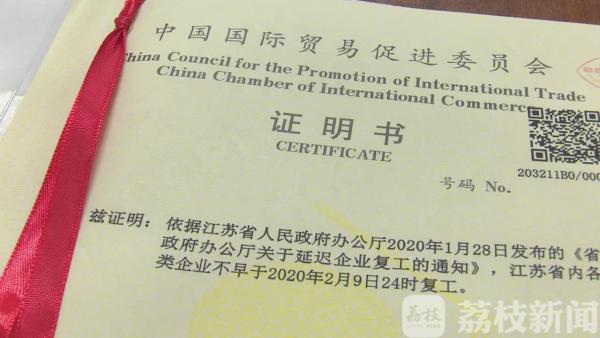 中国国际贸易促进委员会
China Council for the Promotion of International Trade
China Chamber of International Commerce
证明书
CERTIFICATE
号码 No.
203211B0/000
兹证明：依据江苏省人民政府办公厅2020年1月28日发布的《省
政府办公厅关于延迟企业复工的通知》，江苏省内各
类企业不早于2020年2月9日24时复工。
荔枝
荔枝新闻